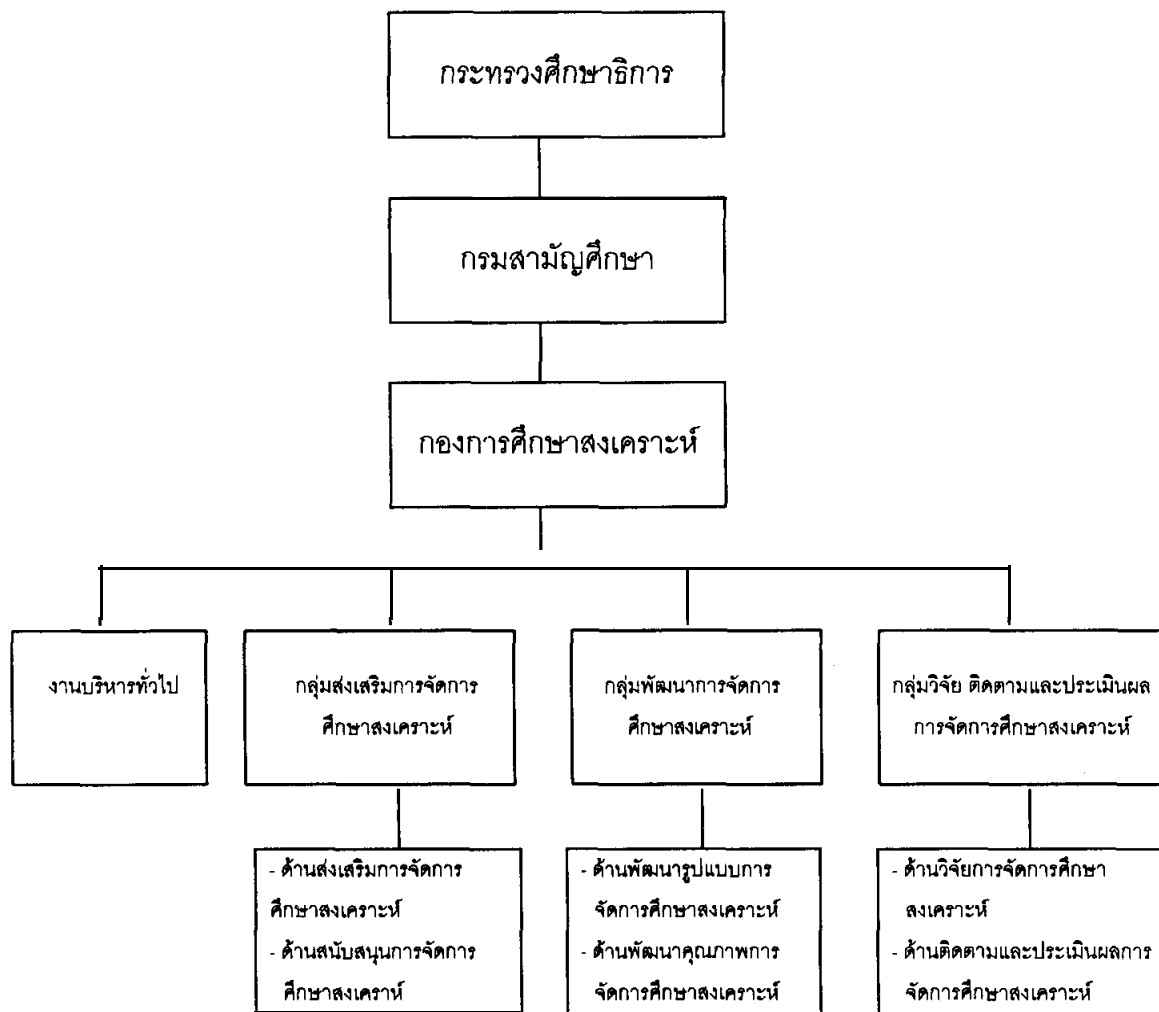 กระทรวงศึกษาธิการ
กรมสามัญศึกษา
กองการศึกษาสงเคราะห์
งานบริหารทั่วไป
กลุ่มส่งเสริมการจัดการ
ศึกษาสงเคราะห์
กลุ่มพัฒนาการจัดการ
ศึกษาสงเคราะห์
กลุ่มวิจัย ติดตามและประเมินผล
การจัดการศึกษาสงเคราะห์
- ด้านส่งเสริมการจัดการ
ศึกษาสงเคราะห์
- ด้านสนับสนุนการจัดการ
ศึกษาสงเคราห์
- ด้านพัฒนารูปแบบการ
จัดการศึกษาสงเคราะห์
- ด้านพัฒนาคุณภาพการ
จัดการศึกษาสงเคราะห์
- ด้านวิจัยการจัดการศึกษา
สงเคราะห์
- ด้านติดตามและประเมินผลการ
จัดการศึกษาสงเคราะห์